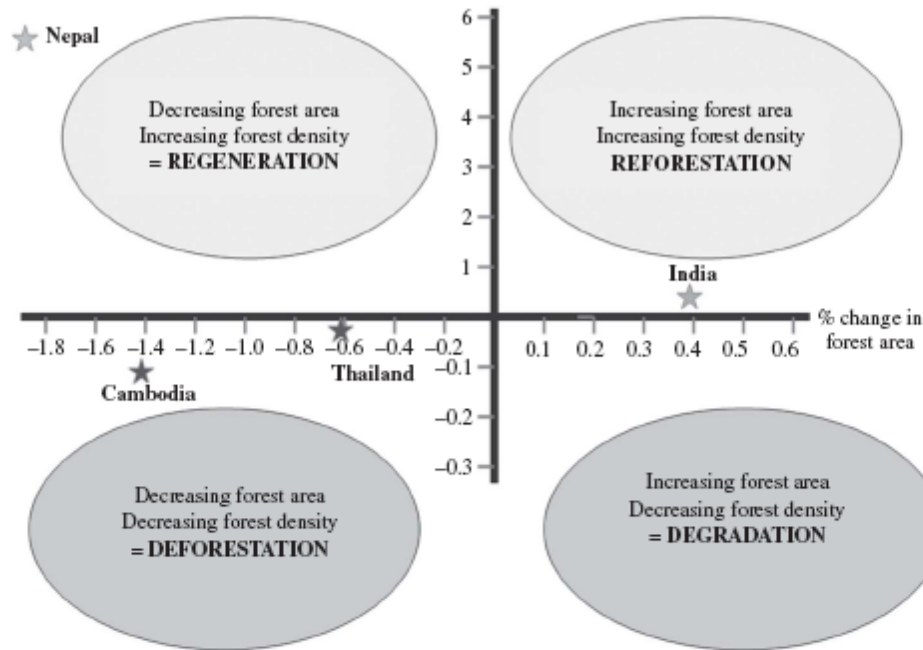 Nepal
Decreasing forest area
Increasing forest density
= REGENERATION
Increasing forest area
Increasing forest density
REFORESTATION
6
5
4
3
2
1
India
% change in
forest area
−1.8 −1.6 −1.4 −1.2 −1.0 −0.8 −0.6 −0.4 −0.2 0.1 0.2 0.3 0.4 0.5 0.6
Cambodia
Thailand
−0.1
−0.2
−0.3
Decreasing forest area
Decreasing forest density
= DEFORESTATION
Increasing forest area
Decreasing forest density
= DEGRADATION